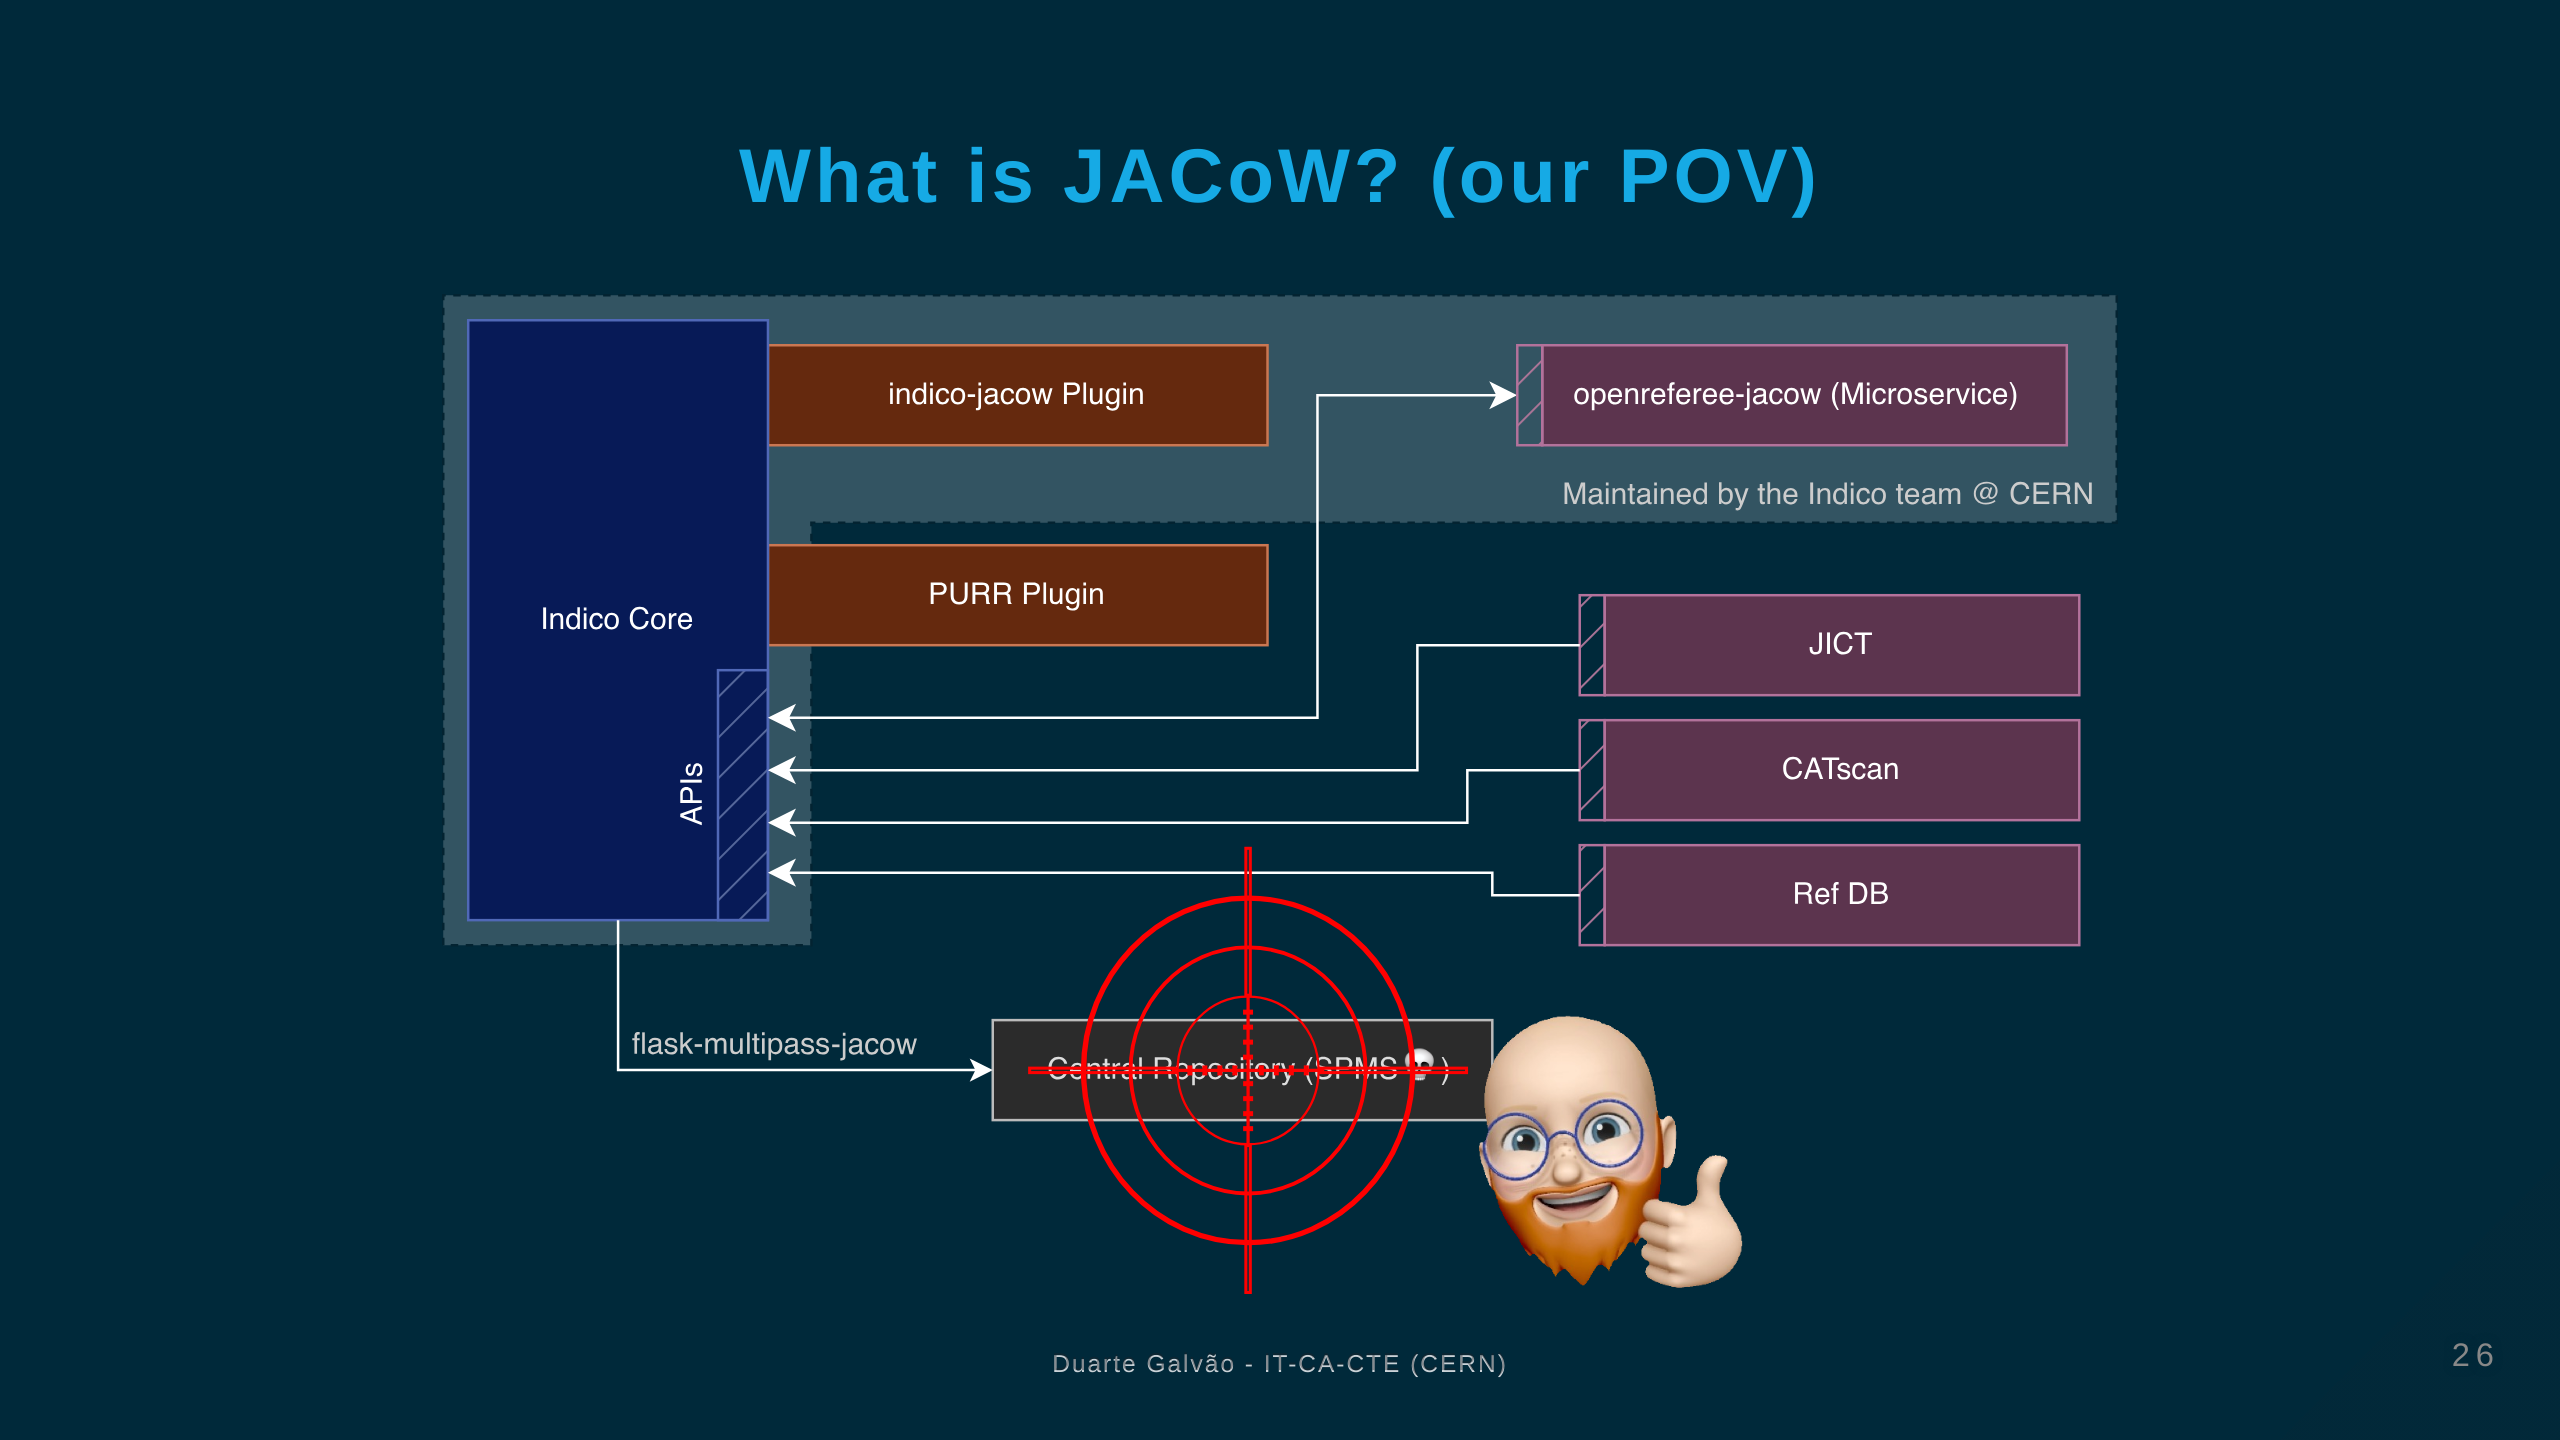 What is JACoW? (our POV)
indico-jacow Plugin
openreferee-jacow (Microservice)
Maintained by the Indico team @ CERN
PURR Plugin
Indico Core
JICT
APIs
CATscan
Ref DB
flask-multipass-jacow
Central Repository (SPMS💀)
Duarte Galvão - IT-CA-CTE (CERN)
26